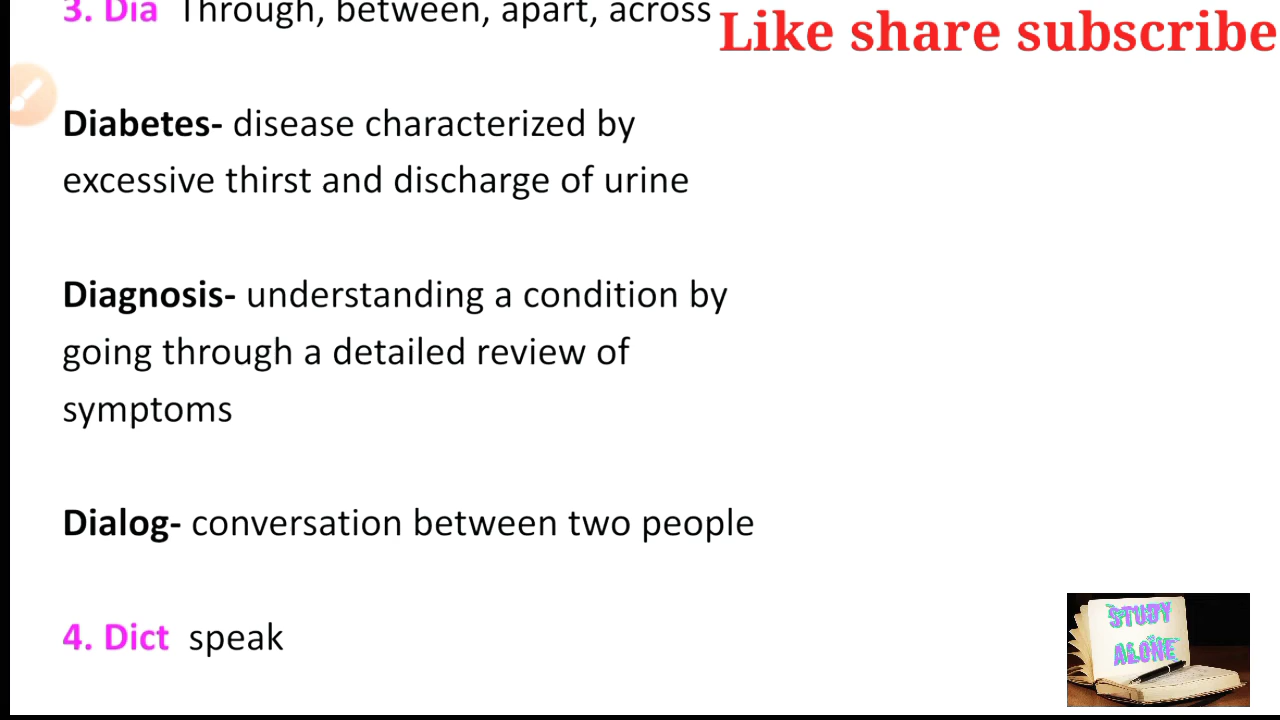 3. Dia Through, between, apart, across
Like share subscribe
Diabetes- disease characterized by
excessive thirst and discharge of urine
Diagnosis- understanding a condition by
going through a detailed review of
symptoms
Dialog- conversation between two people
4. Dict speak
STUDY
ALONE